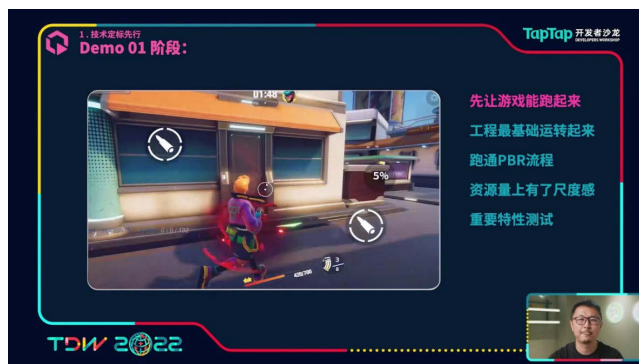 1. 技术定标先行
Demo 01 阶段：
TapTap 开发者沙龙
DEVELOPERS WORKSHOP
01:48
先让游戏能跑起来
工程最基础运转起来
跑通PBR流程
5%
资源量上有了尺度感
重要特性测试
3
TDW 2022